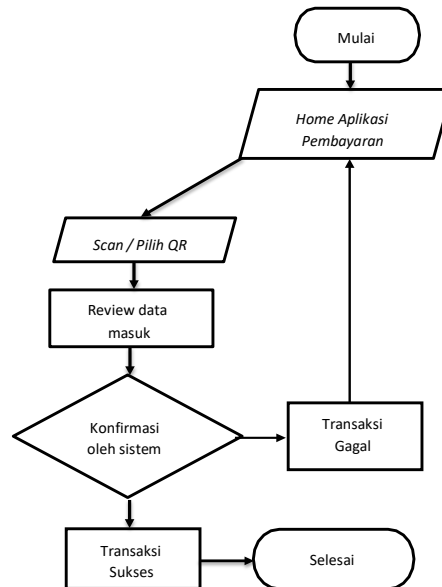 Mulai
Home Aplikasi
Pembayaran
Scan / Pilih QR
Review data
masuk
Konfirmasi
oleh sistem
Transaksi
Gagal
Transaksi
Sukses
Selesai